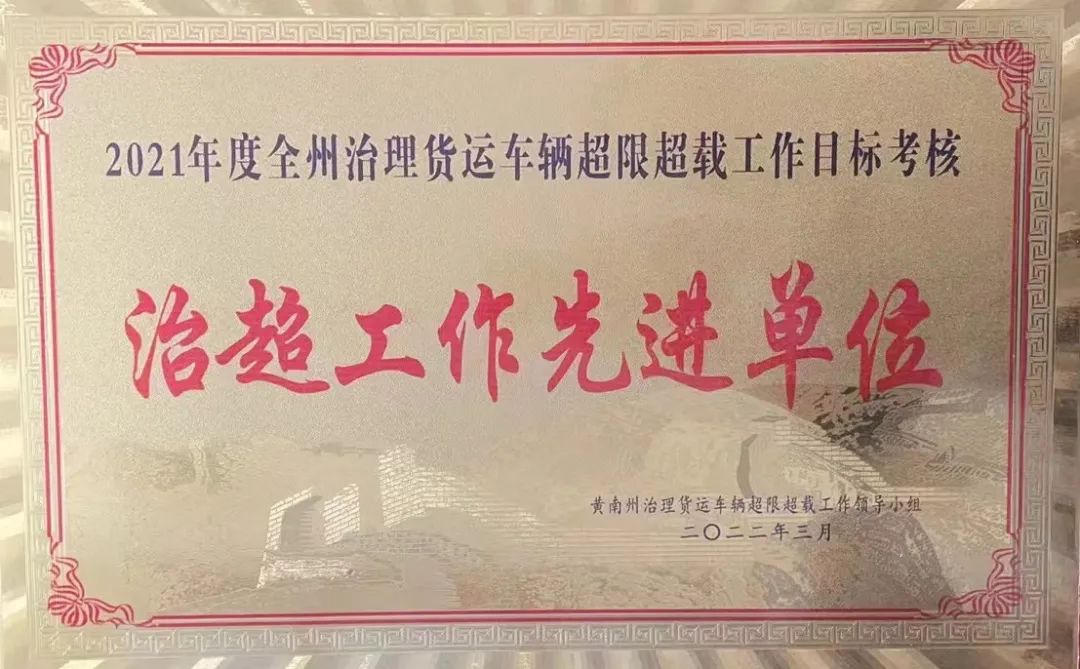 2021年度全州治理货运车辆超限超载工作目标考核
治超工作先进单位
黄南州治理货运车辆超限超载工作领导小组
二〇二二年三月